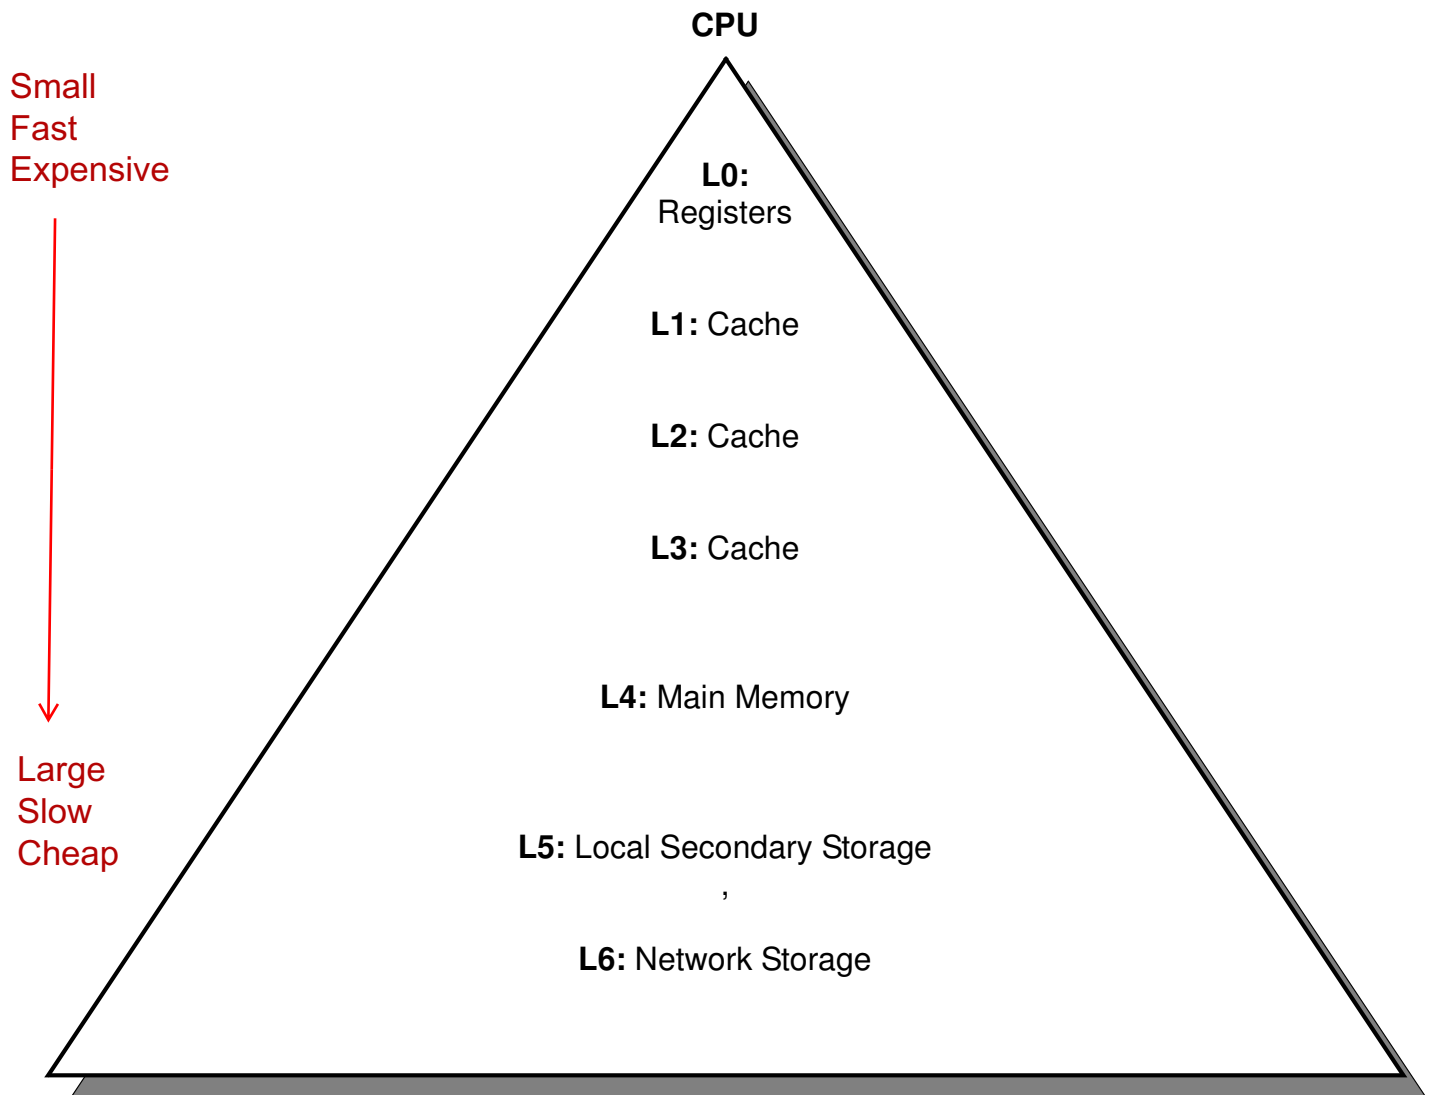 CPU
Small
Fast
Expensive
L0:
Registers
L1: Cache
L2: Cache
L3: Cache
L4: Main Memory
Large
Slow
Cheap
L5: Local Secondary Storage
,
L6: Network Storage